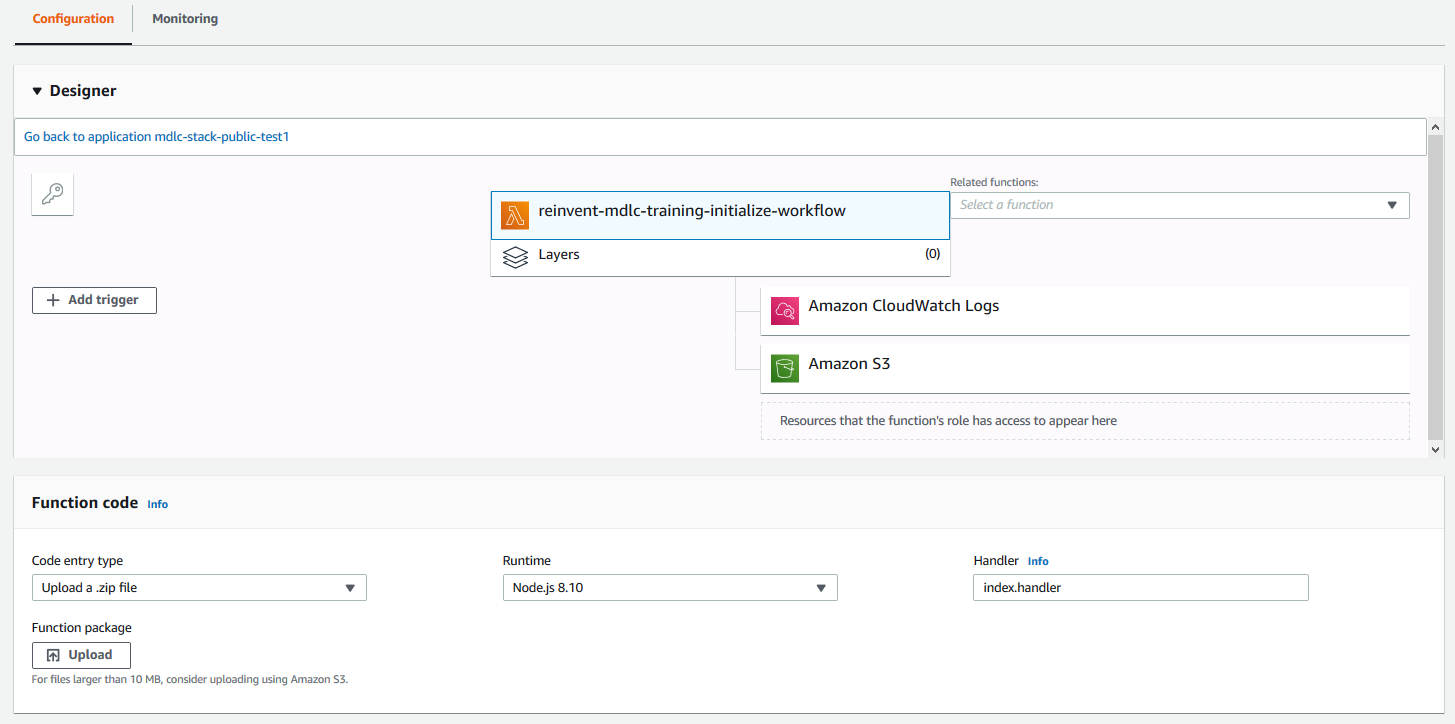 Configuration
Monitoring
Designer
Go back to application mdlc-stack-public-test1
Related functions:
reinvent-mdlc-training-initialize-workflow
Select a function
Layers
(0)
Add trigger
Amazon CloudWatch Logs
Amazon S3
Resources that the function's role has access to appear here
Function code Info
Code entry type
Runtime
Handler Info
Upload a .zip file
Node.js 8.10
index.handler
Function package
Upload
For files larger than 10 MB, consider uploading using Amazon S3.